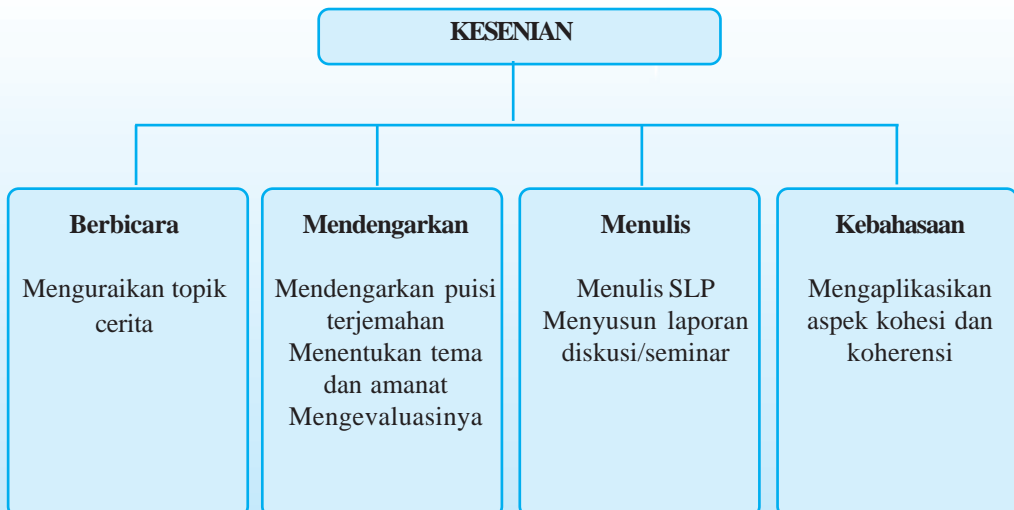 KESENIAN
Berbicara
Menguraikan topik
cerita
Mendengarkan
Mendengarkan puisi
terjemahan
Menentukan tema
dan amanat
Mengevaluasinya
Menulis
Menulis SLP
Menyusun laporan
diskusi/seminar
Kebahasaan
Mengaplikasikan
aspek kohesi dan
koherensi